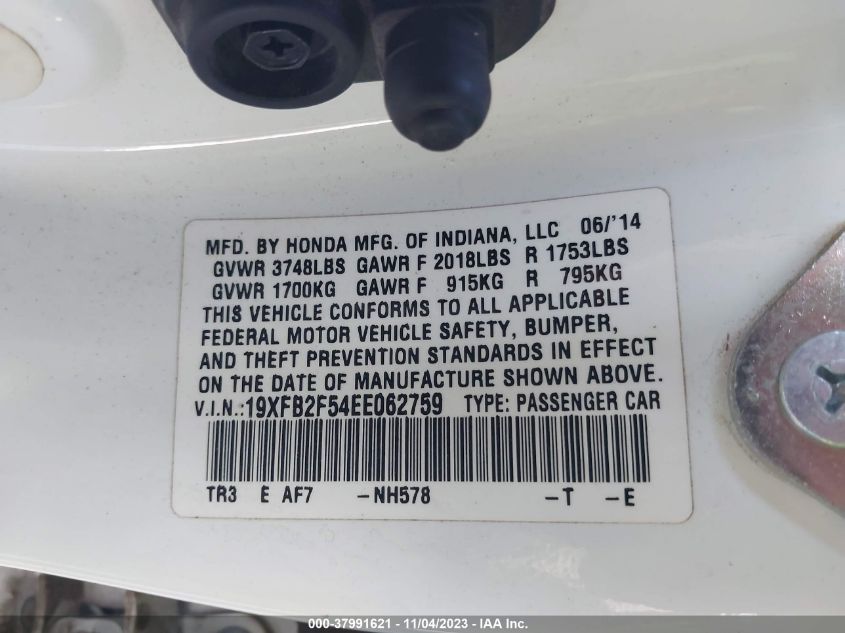 MFD. BY HONDA MFG. OF INDIANA, LLC 06/'14
GVWR 3748LBS GAWR F 2018LBS R 1753LBS
GVWR 1700KG GAWR F 915KG R 795KG
THIS VEHICLE CONFORMS TO ALL APPLICABLE
FEDERAL MOTOR VEHICLE SAFETY, BUMPER,
AND THEFT PREVENTION STANDARDS IN EFFECT
ON THE DATE OF MANUFACTURE SHOWN ABOVE.
V.I.N.:19XFB2F54EE062759 TYPE: PASSENGER CAR
TR3 E AF7 -NH578 -T -E
000-37991621 - 11/04/2023 - IAA Inc.